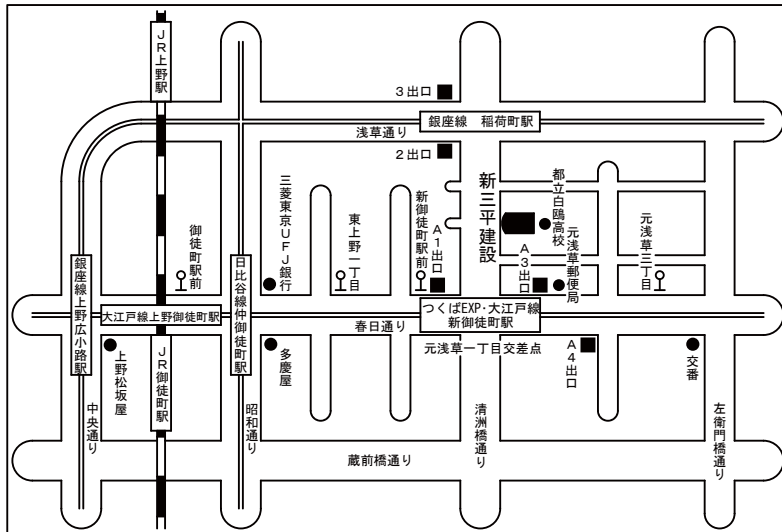 JR上野駅
3出口
銀座線 稲荷町駅
浅草通り
2出口
三菱東京UFJ銀行
東上野一丁目
新御徒町駅前
A1出口
新三平建設
都立白鴎高校
A3出口
元浅草郵便局
元浅草三丁目
御徒町駅前
銀座線上野広小路駅
大江戸線上野御徒町駅
日比谷線仲御徒町駅
つくばEXP・大江戸線
新御徒町駅
春日通り
元浅草一丁目交差点
A4出口
交番
上野松坂屋
JR御徒町駅
多慶屋
中央通り
昭和通り
清洲橋通り
左衛門橋通り
蔵前橋通り